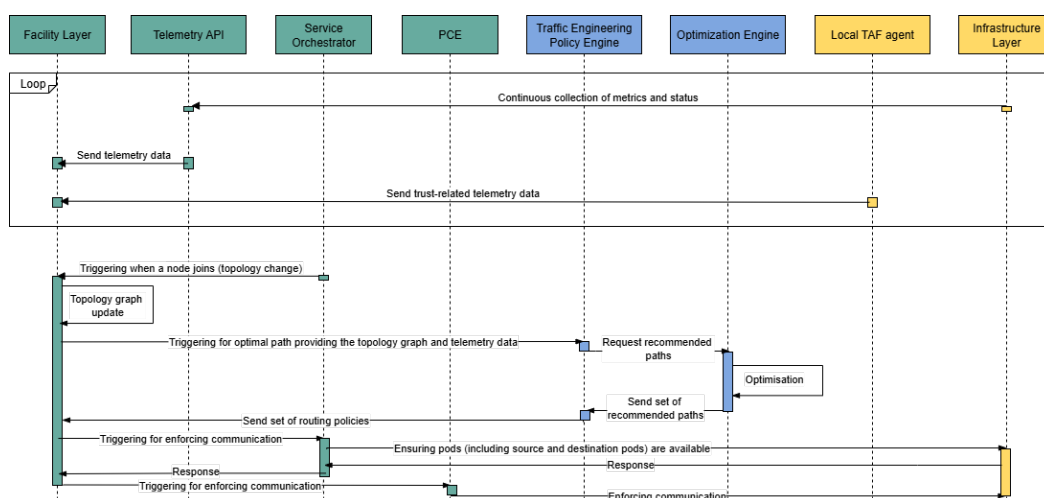 Facility Layer
Telemetry API
Service
Orchestrator
PCE
Traffic Engineering
Policy Engine
Optimization Engine
Local TAF agent
Infrastructure
Layer
Loop
Continuous collection of metrics and status
Send telemetry data
Send trust-related telemetry data
Triggering when a node joins (topology change)
Topology graph
update
Triggering for optimal path providing the topology graph and telemetry data
Request recommended
paths
Optimisation
Send set of
recommended paths
Send set of routing policies
Triggering for enforcing communication
Ensuring pods (including source and destination pods) are available
Response
Response
Triggering for enforcing communication
Enforcing communication